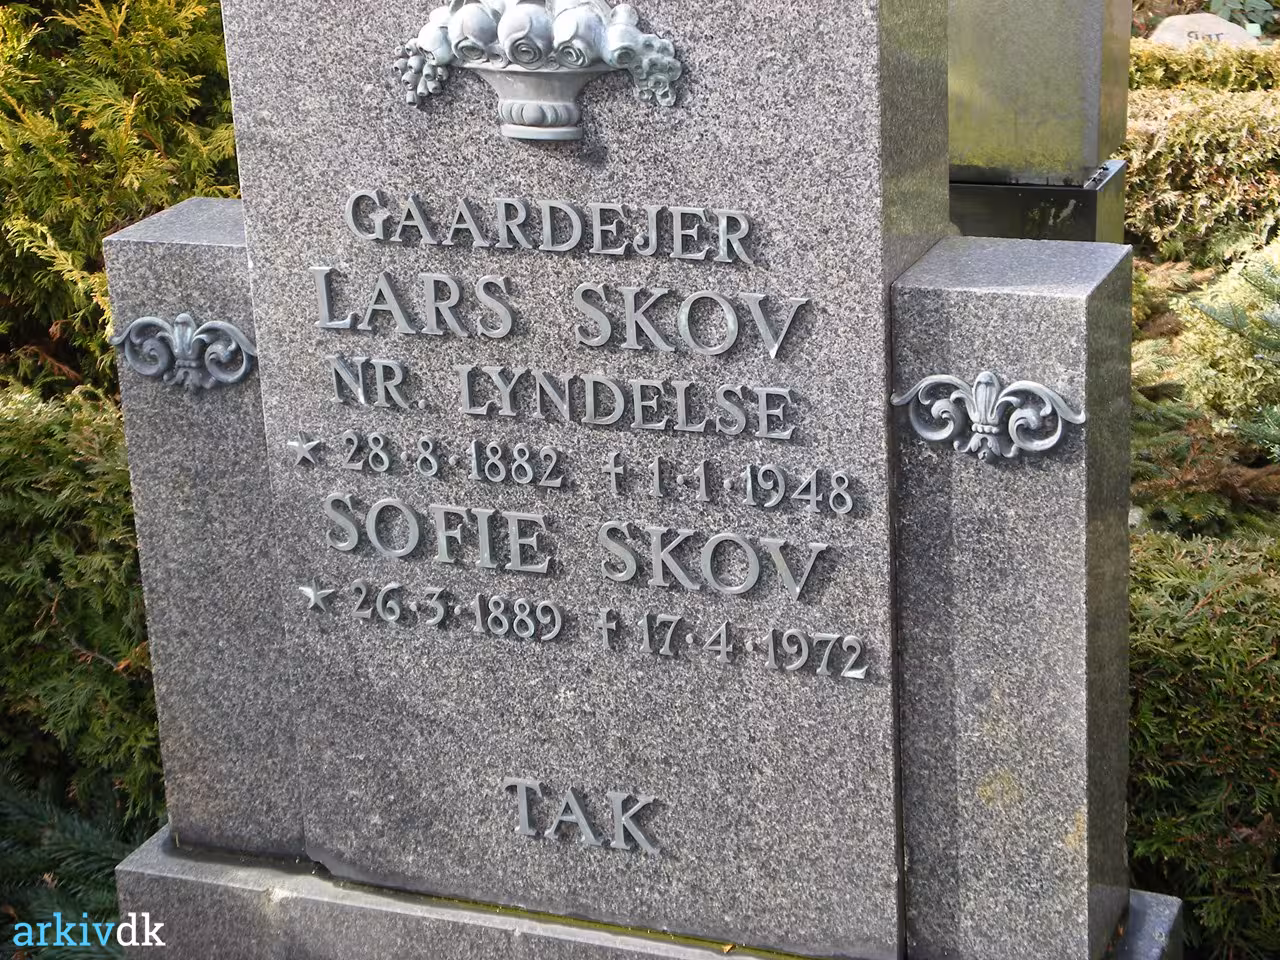 GAARDEJER
LARS SKOV
NR. LYNDELSE
★ 28·8·1882 † 1·1·1948
SOFIE SKOV
★ 26·3·1889 † 17·4·1972
TAK
arkivdk